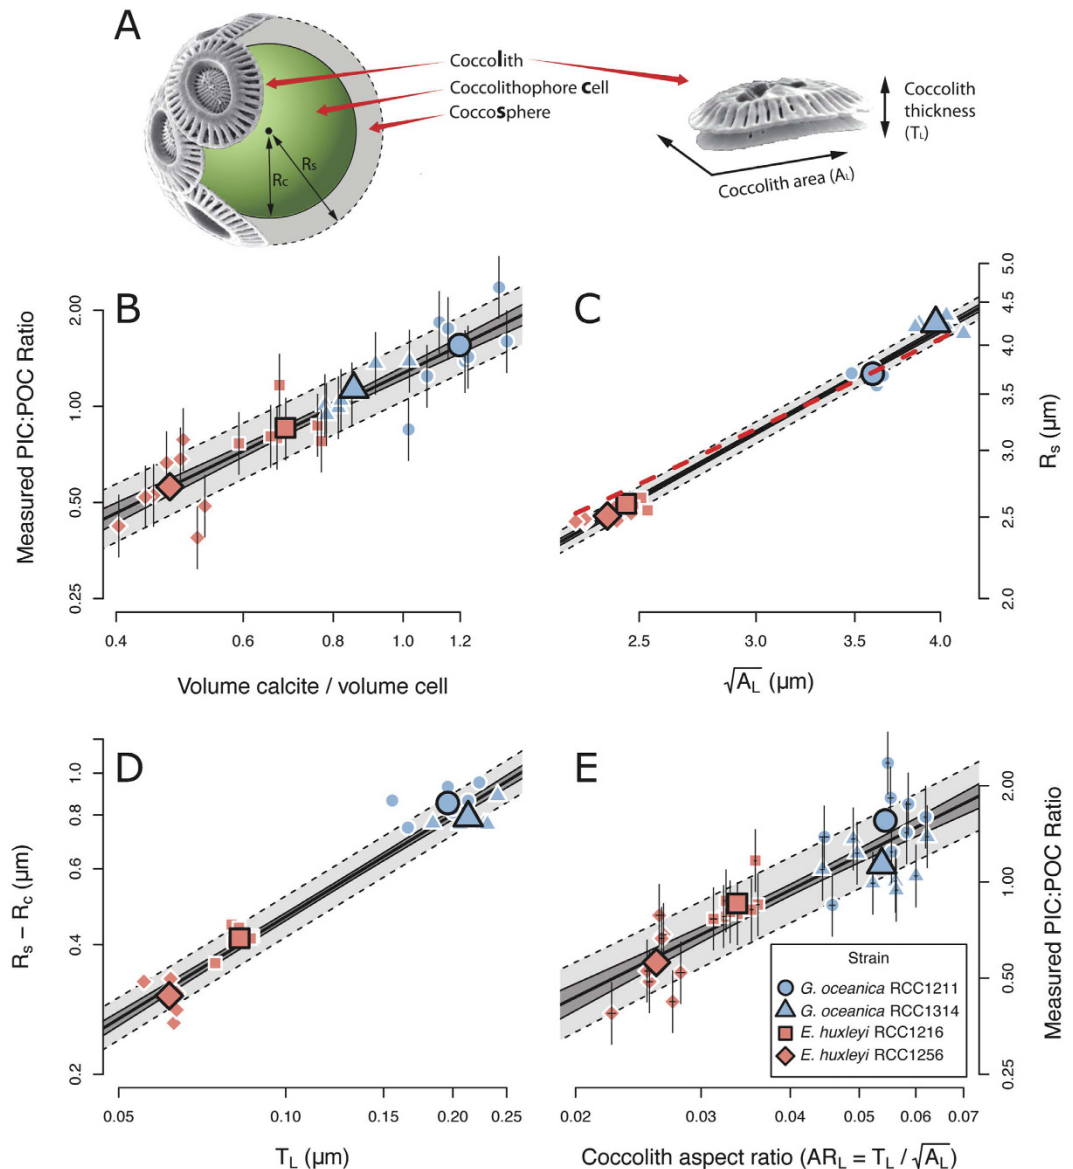 A
Coccolith
Coccolithophore Cell
CoccoSphere
Rs
Rc
Coccolith
thickness
(TL)
Coccolith area (AL)
B
Measured PIC:POC Ratio
2.00
1.00
0.50
0.25
0.4
0.6
0.8
1.0
1.2
Volume calcite / volume cell
C
5.0
4.5
4.0
3.5
3.0
2.5
2.0
Rs (µm)
2.5
3.0
3.5
4.0
√AL (µm)
D
Rs − Rc (µm)
1.0
0.8
0.6
0.4
0.2
0.05
0.10
0.20
0.25
TL (µm)
E
2.00
1.00
0.50
0.25
Measured PIC:POC Ratio
Strain
G. oceanica RCC1211
G. oceanica RCC1314
E. huxleyi RCC1216
E. huxleyi RCC1256
0.02
0.03
0.04
0.05
0.06
0.07
Coccolith aspect ratio (ARL = TL / √AL)